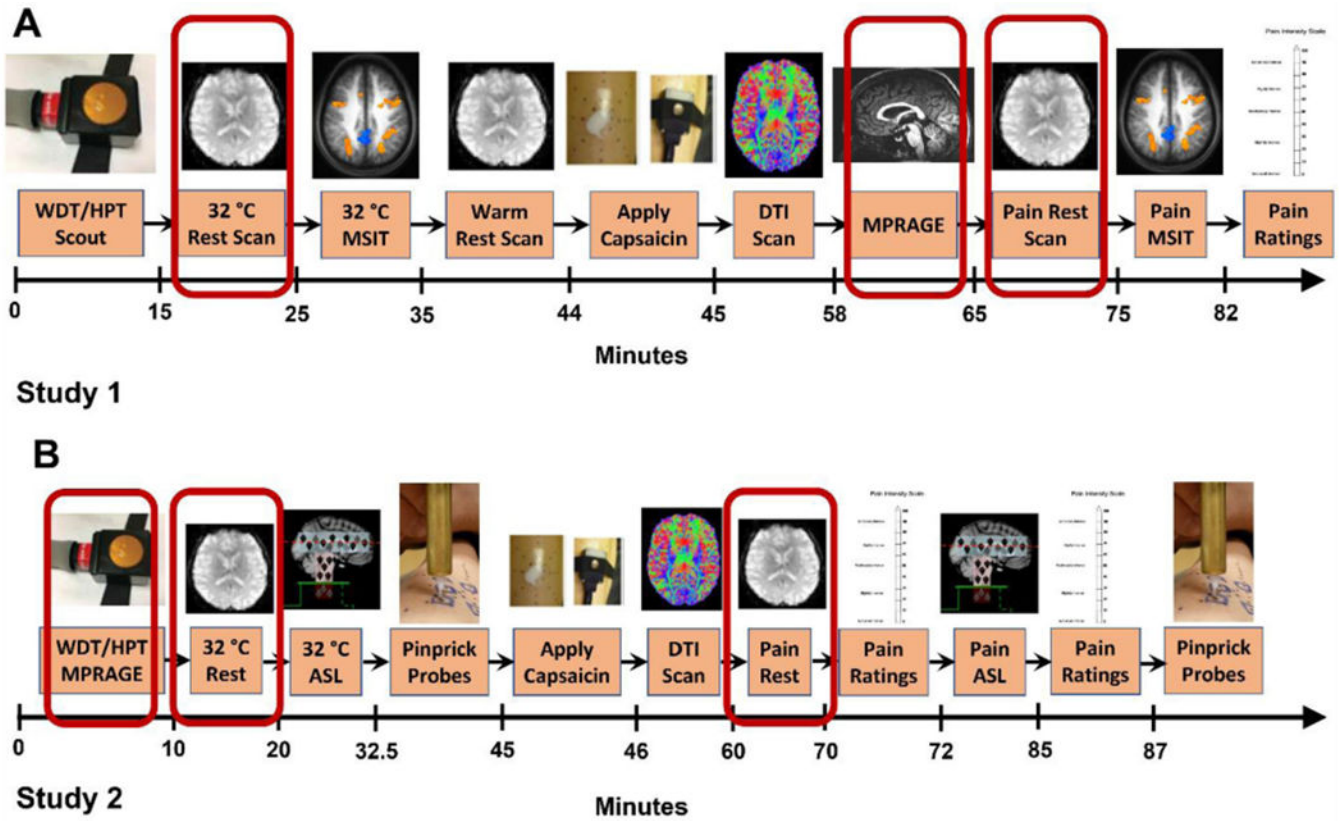 A
Pain Intensity Scale
WDT/HPT
Scout
32 °C
Rest Scan
32 °C
MSIT
Warm
Rest Scan
Apply
Capsaicin
DTI
Scan
MPRAGE
Pain Rest
Scan
Pain
MSIT
Pain
Ratings
0 15 25 35 44 45 58 65 75 82
Minutes
Study 1
B
Pain Intensity Scale
Pain Intensity Scale
WDT/HPT
MPRAGE
32 °C
Rest
32 °C
ASL
Pinprick
Probes
Apply
Capsaicin
DTI
Scan
Pain
Rest
Pain
Ratings
Pain
ASL
Pain
Ratings
Pinprick
Probes
0 10 20 32.5 45 46 60 70 72 85 87
Study 2
Minutes